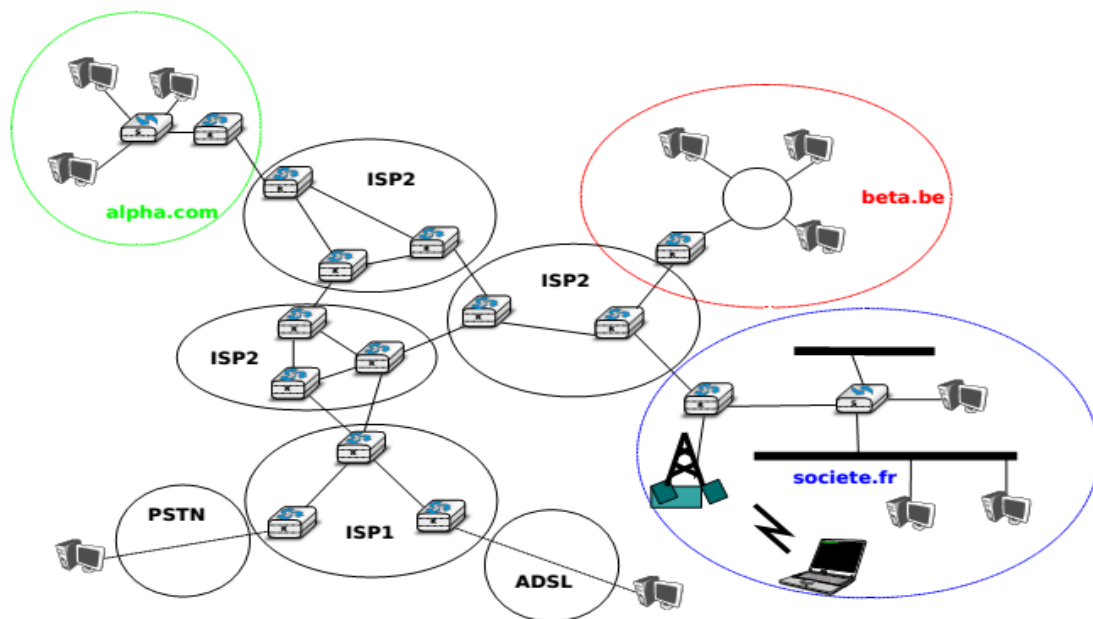 ISP2
alpha.com
beta.be
ISP2
ISP2
societe.fr
PSTN
ISP1
ADSL
S
R
R
R
R
R
R
R
R
R
R
R
S
R
R
R